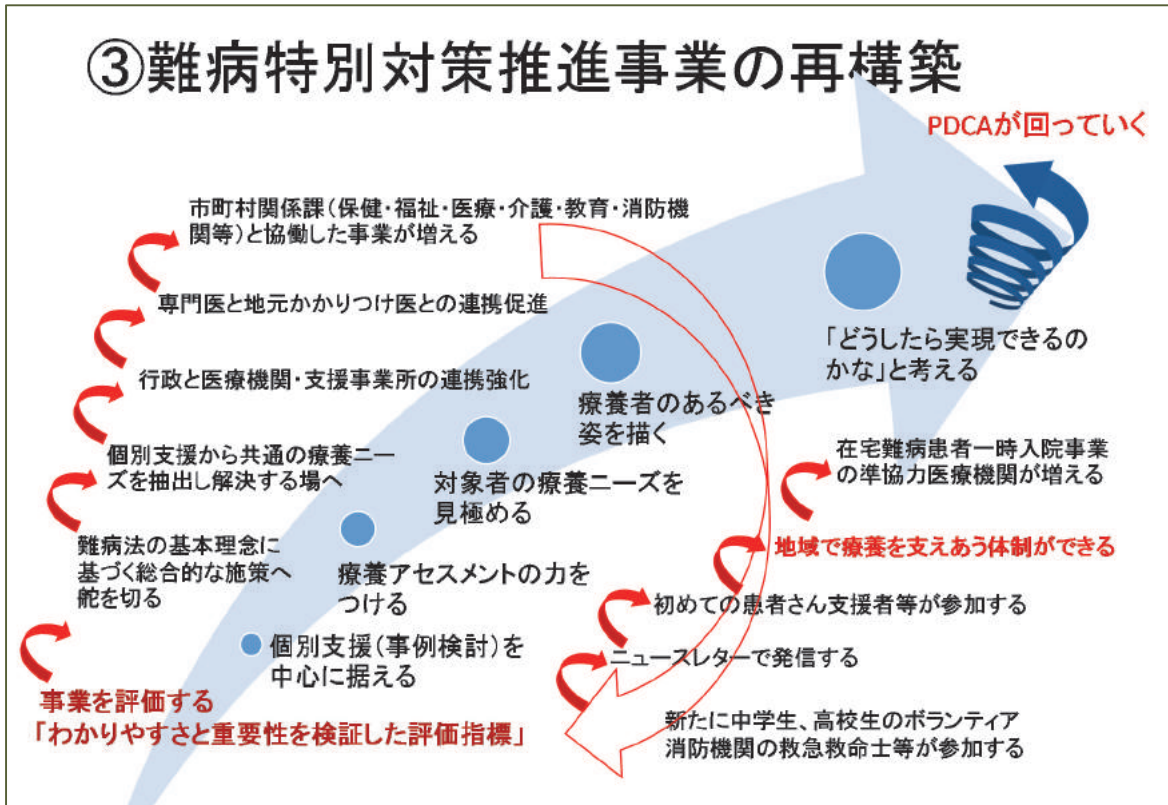 ③難病特別対策推進事業の再構築
PDCAが回っていく
市町村関係課(保健・福祉・医療・介護・教育・消防機
関等)と協働した事業が増える
専門医と地元かかりつけ医との連携促進
行政と医療機関・支援事業所の連携強化
個別支援から共通の療養ニー
ズを抽出し解決する場へ
難病法の基本理念に
基づく総合的な施策へ
舵を切る
事業を評価する
「わかりやすさと重要性を検証した評価指標」
個別支援(事例検討)を
中心に据える
療養アセスメントの力を
つける
対象者の療養ニーズを
見極める
療養者のあるべき
姿を描く
「どうしたら実現できるの
かな」と考える
在宅難病患者一時入院事業
の準協力医療機関が増える
地域で療養を支えあう体制ができる
初めての患者さん支援者等が参加する
ニュースレターで発信する
新たに中学生、高校生のボランティア
消防機関の救急救命士等が参加する